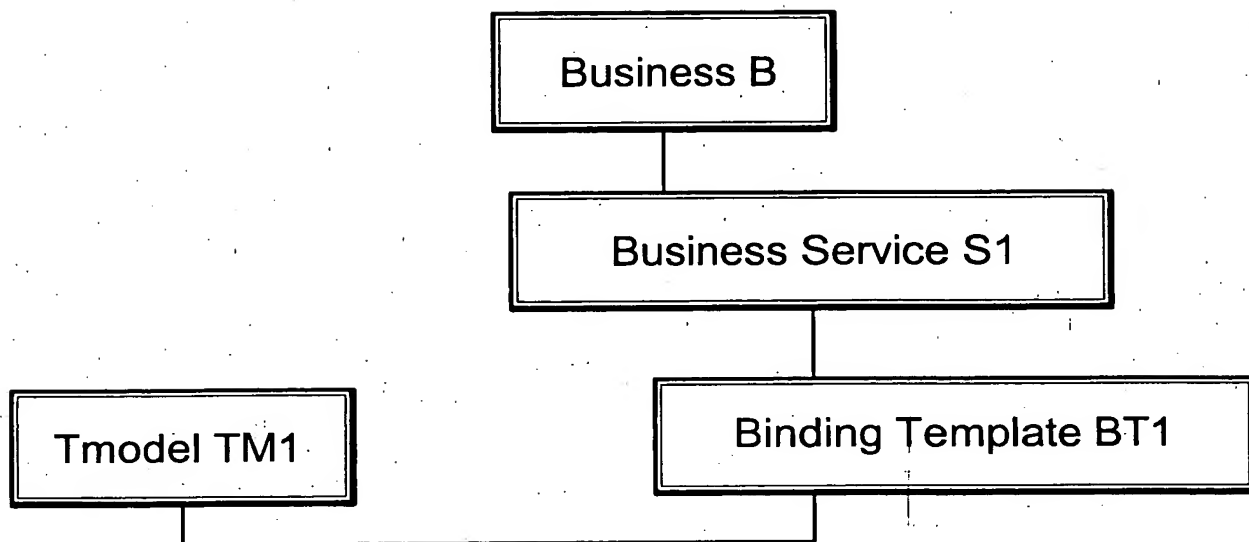 Business B
Business Service S1
Tmodel TM1
Binding Template BT1